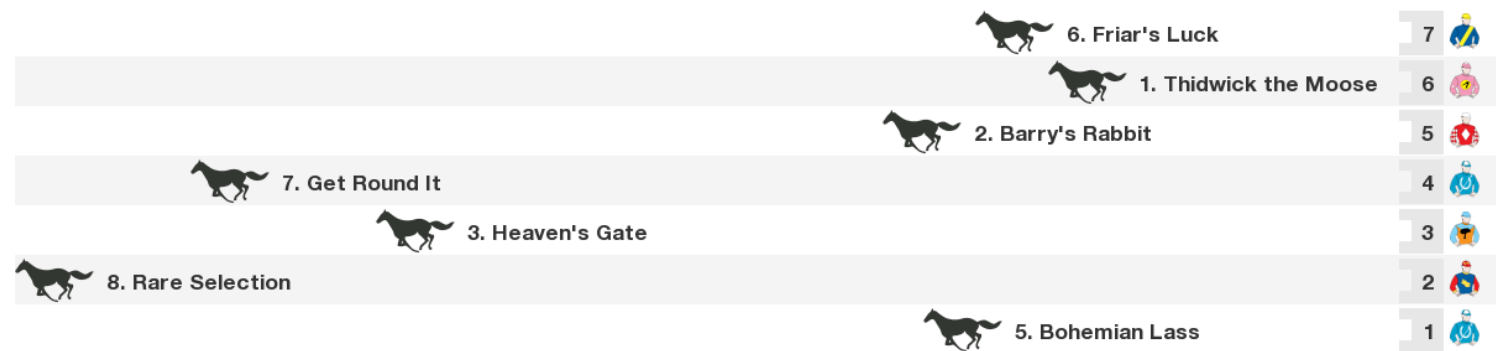 6. Friar's Luck 7
1. Thidwick the Moose 6
2. Barry's Rabbit 5
7. Get Round It 4
3. Heaven's Gate 3
8. Rare Selection 2
5. Bohemian Lass 1